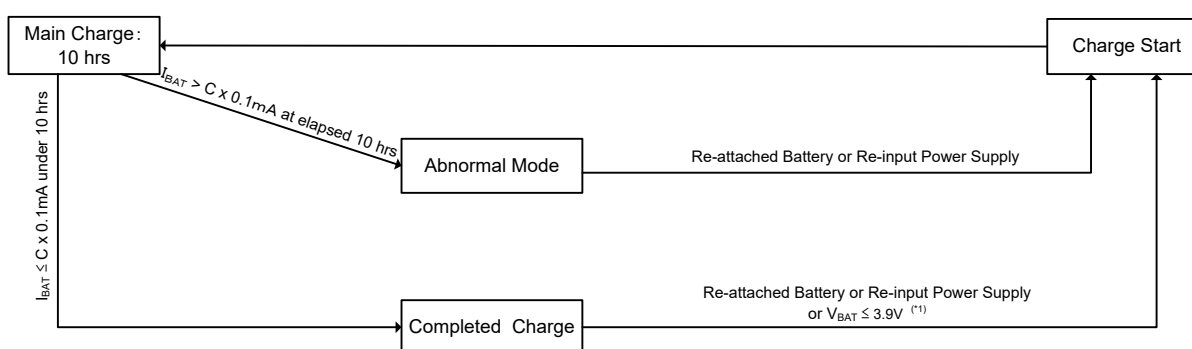 Main Charge:
10 hrs
Charge Start
I_BAT > C x 0.1mA at elapsed 10 hrs
I_BAT ≤ C x 0.1mA under 10 hrs
Abnormal Mode
Re-attached Battery or Re-input Power Supply
Completed Charge
Re-attached Battery or Re-input Power Supply
or V_BAT ≤ 3.9V (*1)